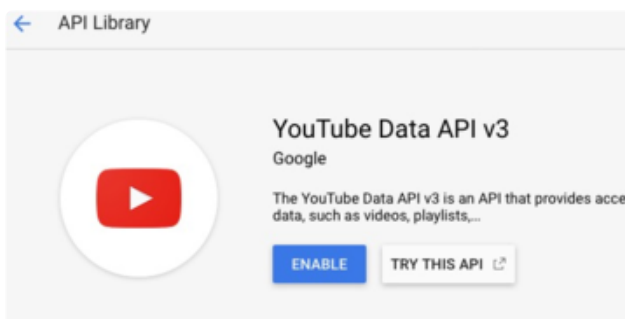 API Library
YouTube Data API v3
Google
The YouTube Data API v3 is an API that provides acce
data, such as videos, playlists,...
ENABLE
TRY THIS API